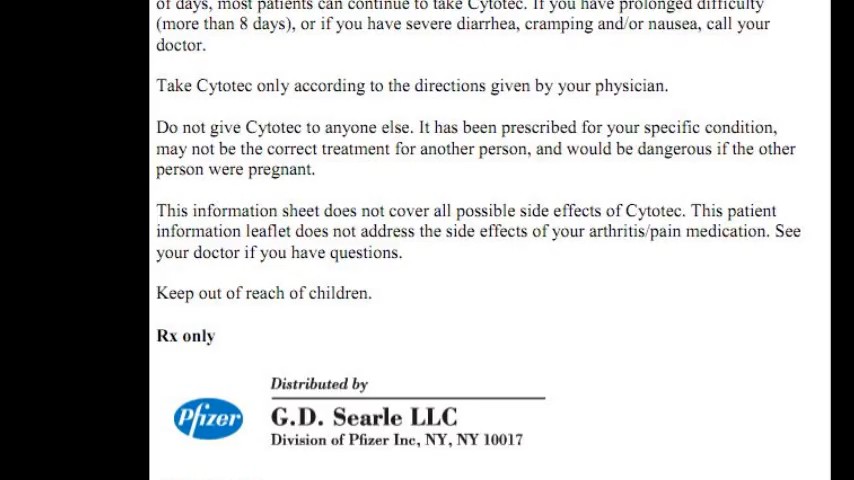 of days, most patients can continue to take Cytotec. If you have prolonged difficulty
(more than 8 days), or if you have severe diarrhea, cramping and/or nausea, call your
doctor.
Take Cytotec only according to the directions given by your physician.
Do not give Cytotec to anyone else. It has been prescribed for your specific condition,
may not be the correct treatment for another person, and would be dangerous if the other
person were pregnant.
This information sheet does not cover all possible side effects of Cytotec. This patient
information leaflet does not address the side effects of your arthritis/pain medication. See
your doctor if you have questions.
Keep out of reach of children.
Rx only
Distributed by
Pfizer
G.D. Searle LLC
Division of Pfizer Inc, NY, NY 10017